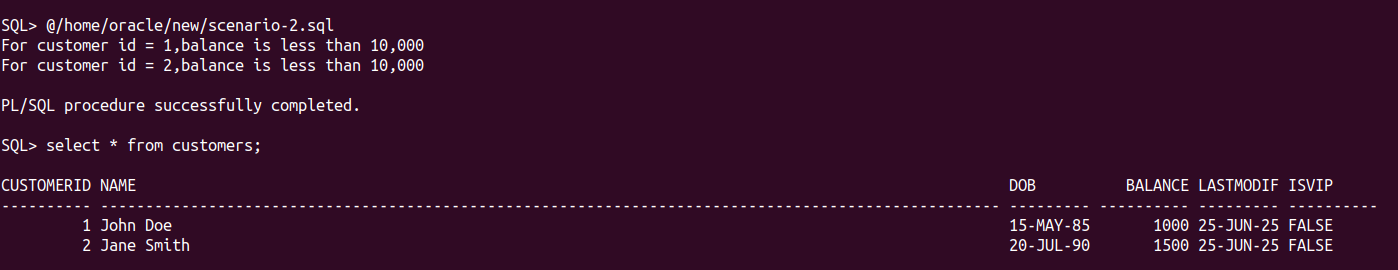 SQL> @/home/oracle/new/scenario-2.sql
For customer id = 1,balance is less than 10,000
For customer id = 2,balance is less than 10,000
PL/SQL procedure successfully completed.
SQL> select * from customers;
CUSTOMERID NAME                                                                                                 DOB          BALANCE LASTMODIF ISVIP
---------- ---------------------------------------------------------------------------------------------------- --------- ---------- --------- ----------
         1 John Doe                                                                                             15-MAY-85       1000 25-JUN-25 FALSE
         2 Jane Smith                                                                                           20-JUL-90       1500 25-JUN-25 FALSE